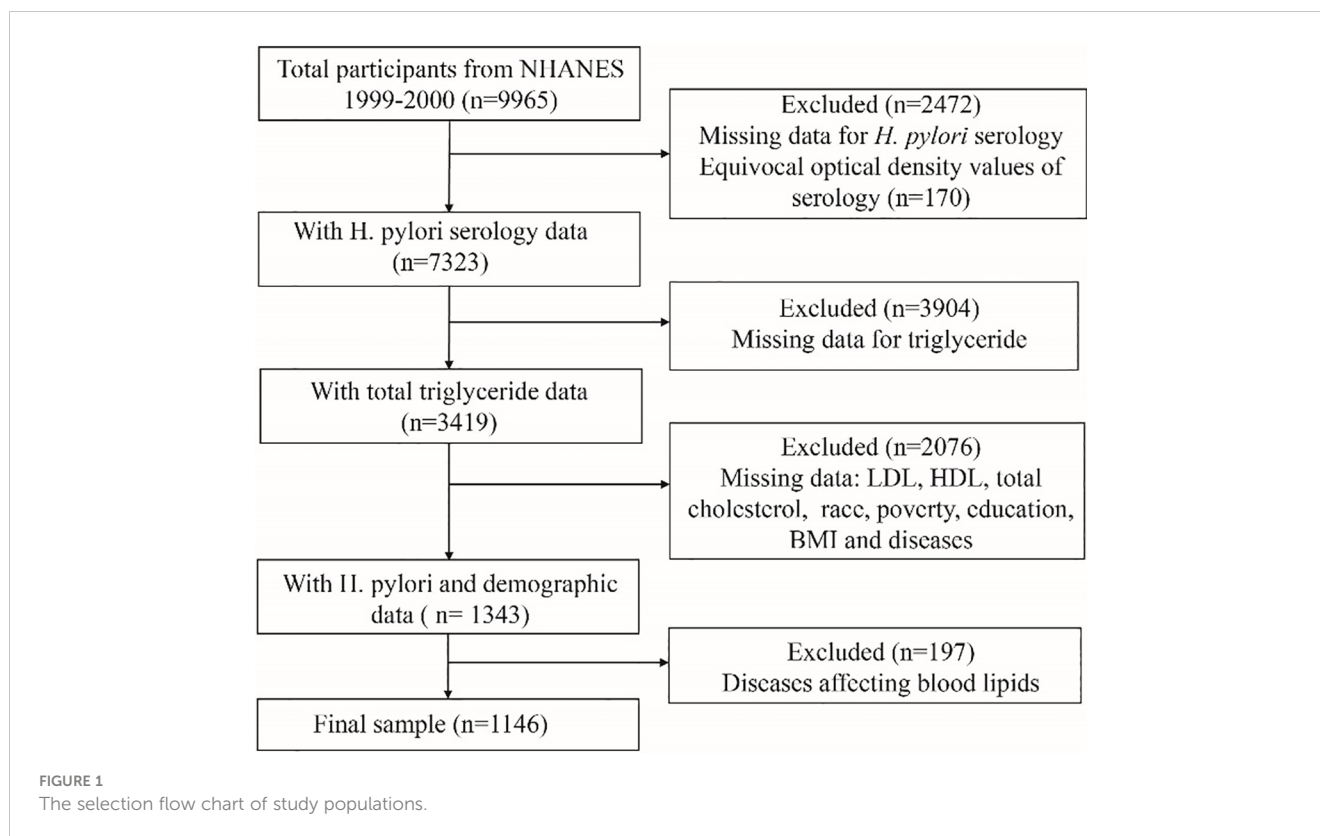 Total participants from NHANES
1999-2000 (n=9965)
Excluded (n=2472)
Missing data for H. pylori serology
Equivocal optical density values of
serology (n=170)
With H. pylori serology data
(n=7323)
Excluded (n=3904)
Missing data for triglyceride
With total triglyceride data
(n=3419)
Excluded (n=2076)
Missing data: LDL, HDL, total
cholesterol, race, poverty, education,
BMI and diseases
With H. pylori and demographic
data ( n= 1343)
Excluded (n=197)
Diseases affecting blood lipids
Final sample (n=1146)
FIGURE 1
The selection flow chart of study populations.